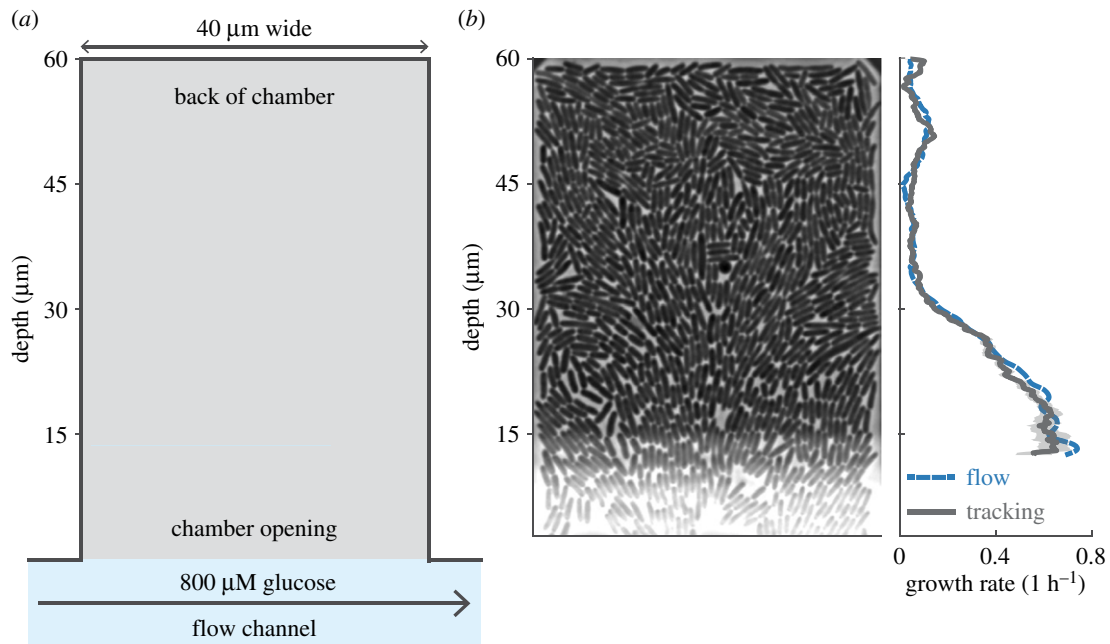 (a)
40 μm wide
60
back of chamber
45
depth (μm)
30
15
chamber opening
800 μM glucose
flow channel
(b)
60
45
depth (μm)
30
15
flow
tracking
0
0.4
0.8
growth rate (1 h⁻¹)